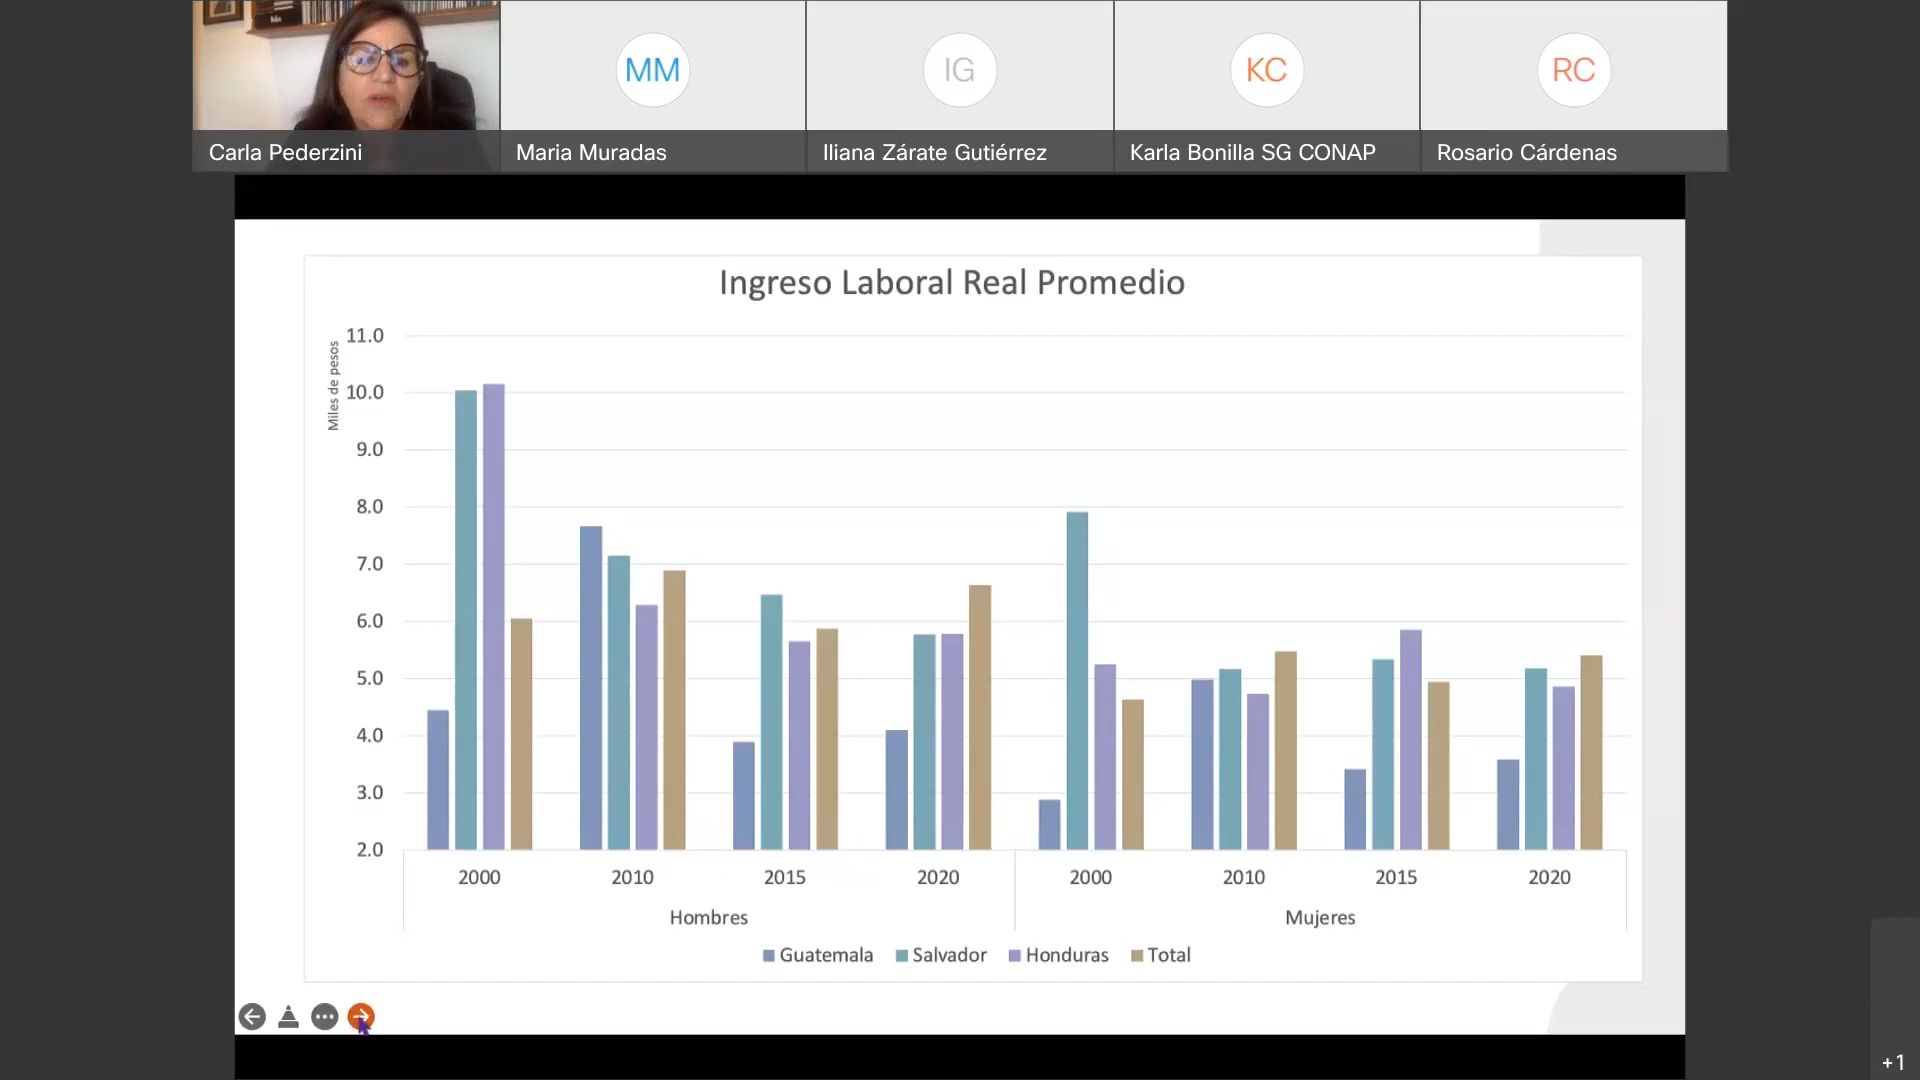 MM
IG
KC
RC
Carla Pederzini
Maria Muradas
Iliana Zárate Gutiérrez
Karla Bonilla SG CONAP
Rosario Cárdenas
Ingreso Laboral Real Promedio
Miles de pesos
11.0
10.0
9.0
8.0
7.0
6.0
5.0
4.0
3.0
2.0
2000 2010 2015 2020 2000 2010 2015 2020
Hombres Mujeres
Guatemala Salvador Honduras Total
+1